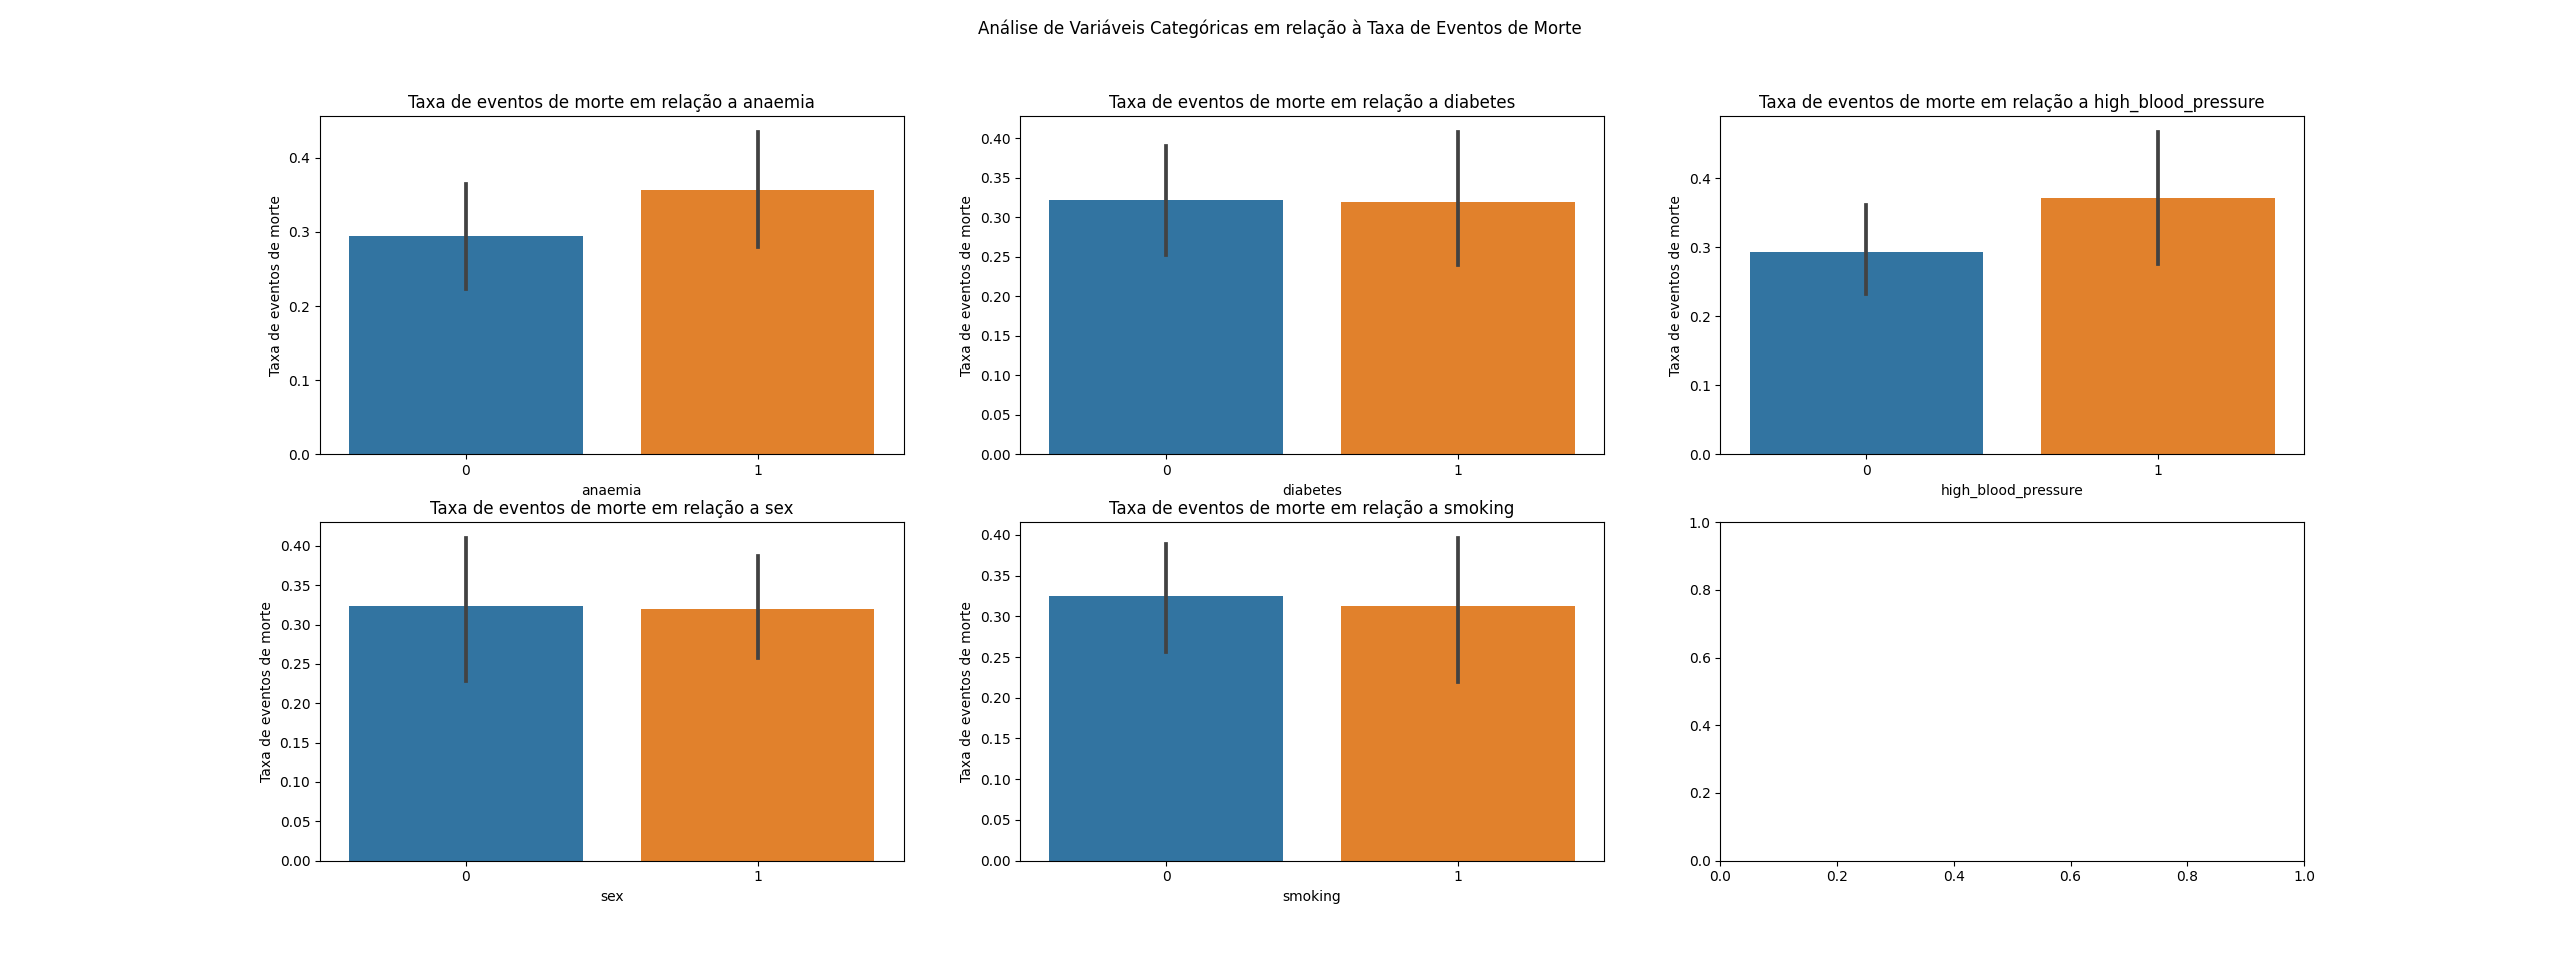 Análise de Variáveis Categóricas em relação à Taxa de Eventos de Morte
Taxa de eventos de morte em relação a anaemia
Taxa de eventos de morte
0.4
0.3
0.2
0.1
0.0
0 1
anaemia
Taxa de eventos de morte em relação a diabetes
Taxa de eventos de morte
0.40
0.35
0.30
0.25
0.20
0.15
0.10
0.05
0.00
0 1
diabetes
Taxa de eventos de morte em relação a high_blood_pressure
Taxa de eventos de morte
0.4
0.3
0.2
0.1
0.0
0 1
high_blood_pressure
Taxa de eventos de morte em relação a sex
Taxa de eventos de morte
0.40
0.35
0.30
0.25
0.20
0.15
0.10
0.05
0.00
0 1
sex
Taxa de eventos de morte em relação a smoking
Taxa de eventos de morte
0.40
0.35
0.30
0.25
0.20
0.15
0.10
0.05
0.00
0 1
smoking
1.0
0.8
0.6
0.4
0.2
0.0
0.0 0.2 0.4 0.6 0.8 1.0